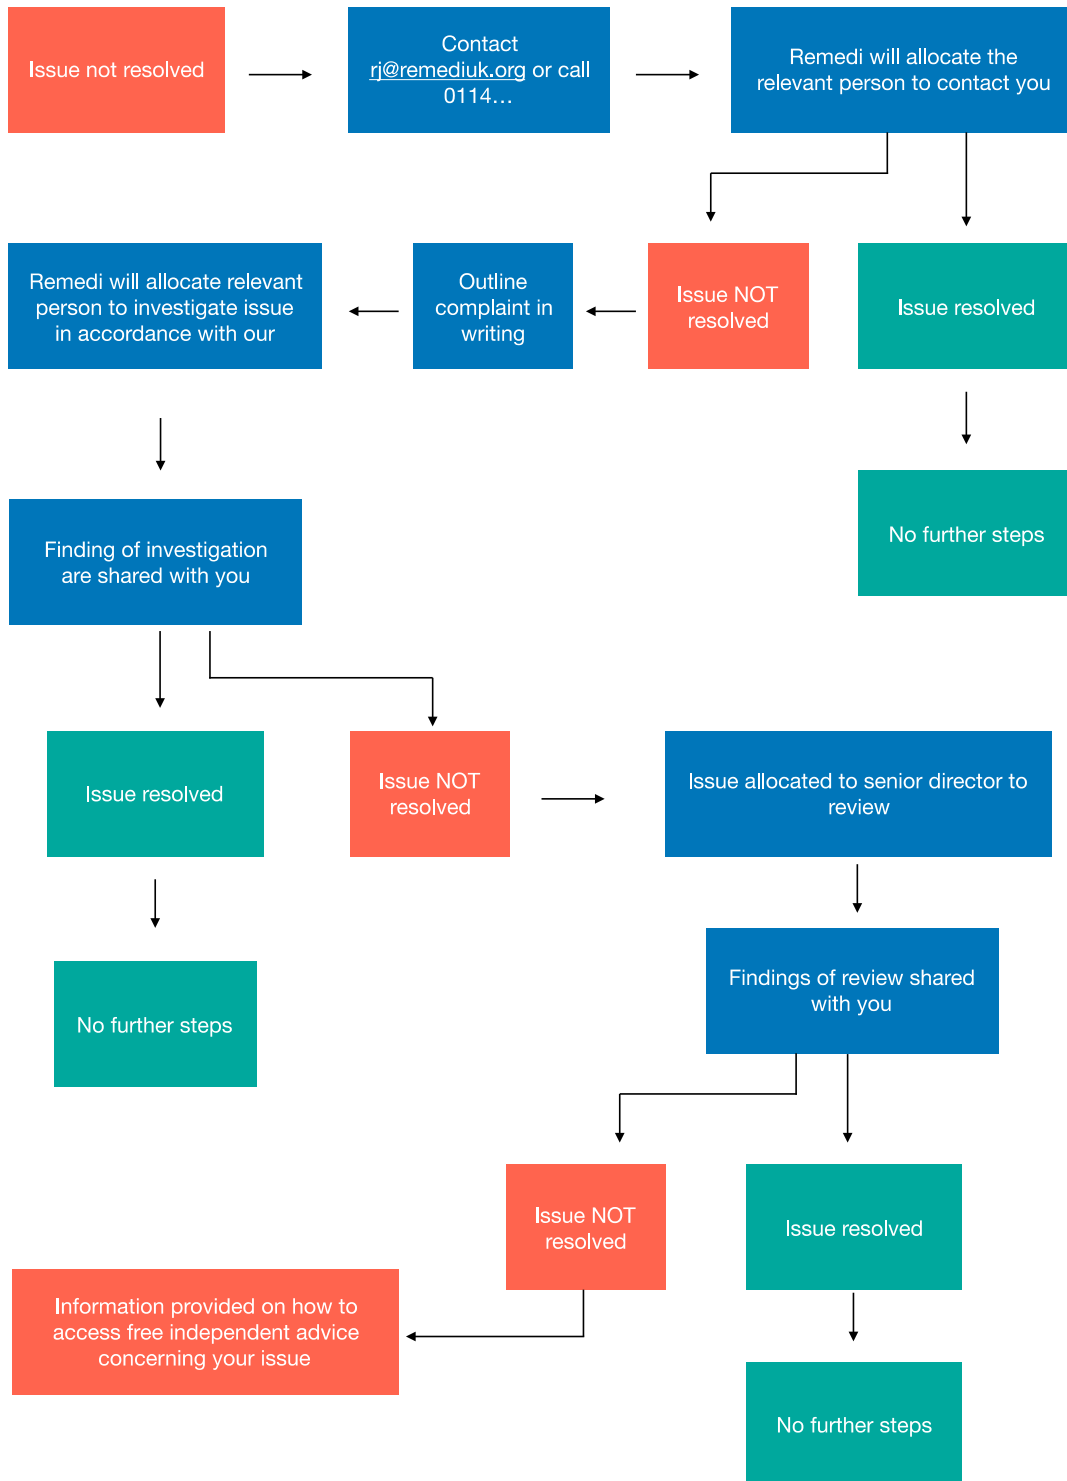 Issue not resolved
Contact
rj@remediuk.org or call
0114…
Remedi will allocate the
relevant person to contact you
Remedi will allocate relevant
person to investigate issue
in accordance with our
Outline
complaint in
writing
Issue NOT
resolved
Issue resolved
No further steps
Finding of investigation
are shared with you
Issue resolved
Issue NOT
resolved
Issue allocated to senior director to
review
No further steps
Findings of review shared
with you
Issue NOT
resolved
Issue resolved
Information provided on how to
access free independent advice
concerning your issue
No further steps